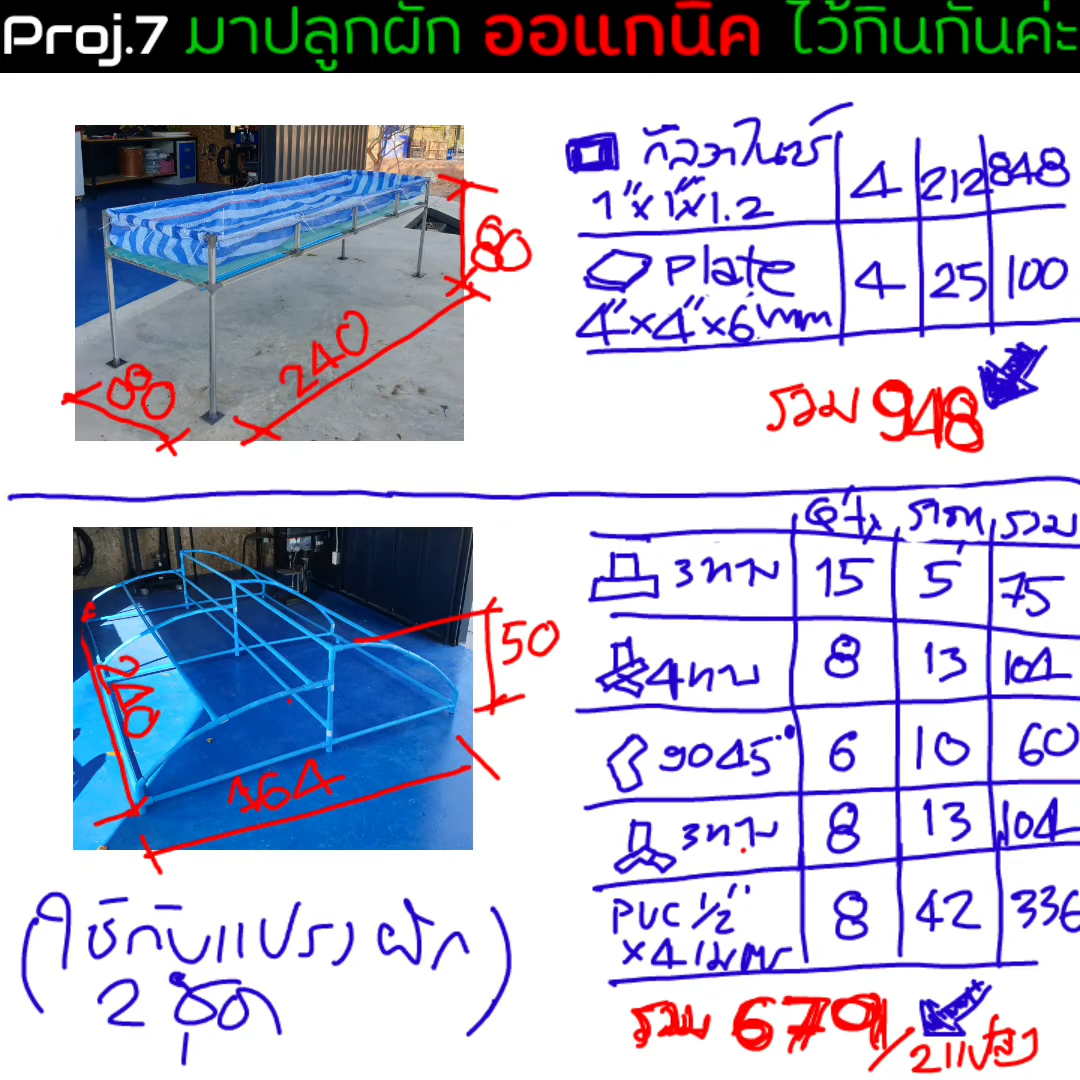 Proj.7 มาปลูกผัก ออแกนิค ไว้กินกันค่ะ
กัลวาไนซ์ 4 212 848
1"x1"x1.2
Plate 4 25 100
4"x4"x6mm
รวม 948
80
240
80
ราคา รวม
3ทาง 15 5 75
4ทาง 8 13 104
งอ45° 6 10 60
3ทาง 8 13 104
PVC 1/2" 8 42 336
x4 เมตร
รวม 679/2แปลง
50
240
164
(ใช้กับแปลงผัก
2 ชุด)